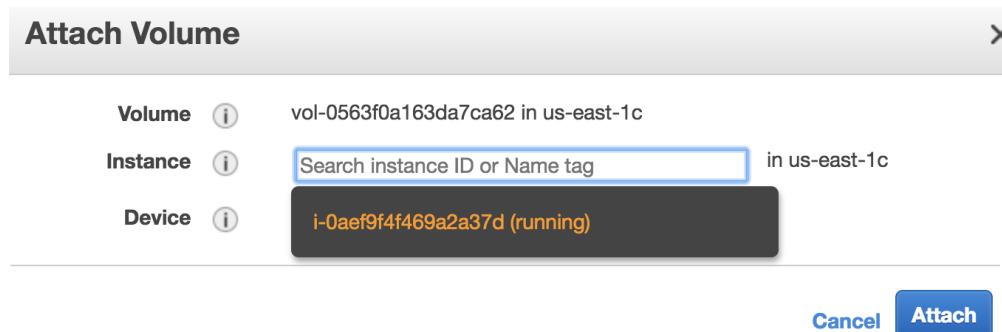 Attach Volume
Volume vol-0563f0a163da7ca62 in us-east-1c
Instance Search instance ID or Name tag in us-east-1c
Device i-0aef9f4f469a2a37d (running)
Cancel Attach